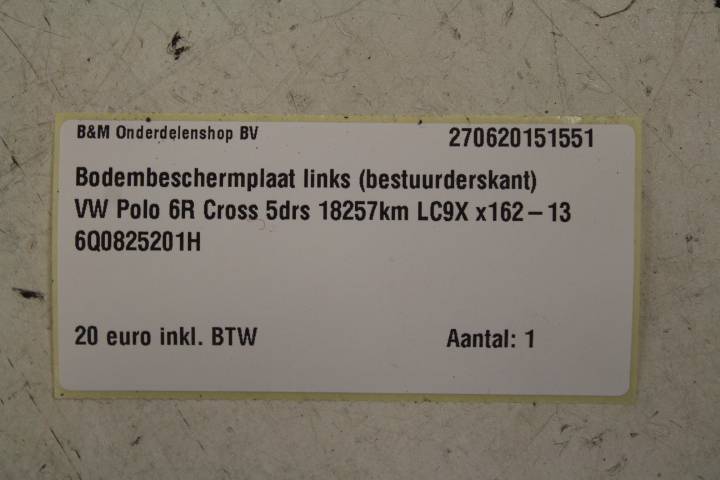 B&M Onderdelenshop BV 270620151551
Bodembeschermplaat links (bestuurderskant)
VW Polo 6R Cross 5drs 18257km LC9X x162-13
6Q0825201H
20 euro inkl. BTW Aantal: 1